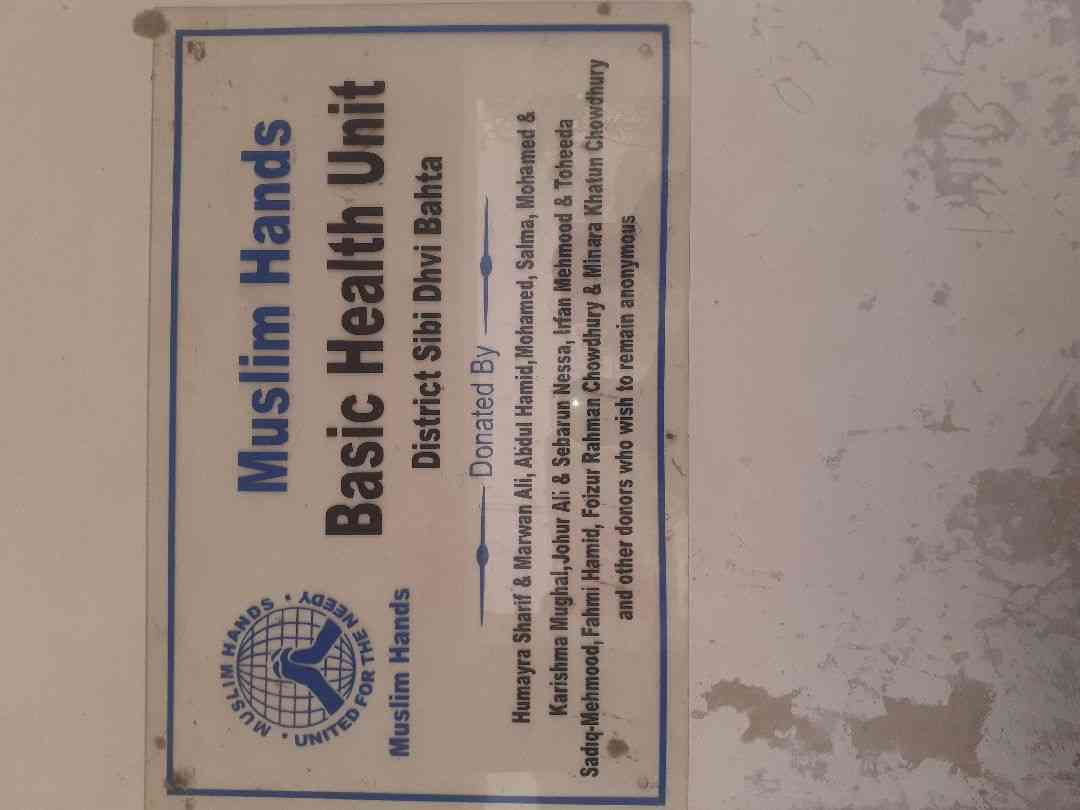 MUSLIM HANDS • UNITED FOR THE NEEDY •
Muslim Hands
Muslim Hands
Basic Health Unit
District Sibi Dhvi Bahta
Donated By
Humayra Sharif & Marwan Ali, Abdul Hamid,Mohamed, Salma, Mohamed &
Karishma Mughal,Johur Ali & Sebarun Nessa, Irfan Mehmood & Toheeda
Sadiq-Mehmood, Fahmi Hamid, Foizur Rahman Chowdhury & Minara Khatun Chowdhury
and other donors who wish to remain anonymous